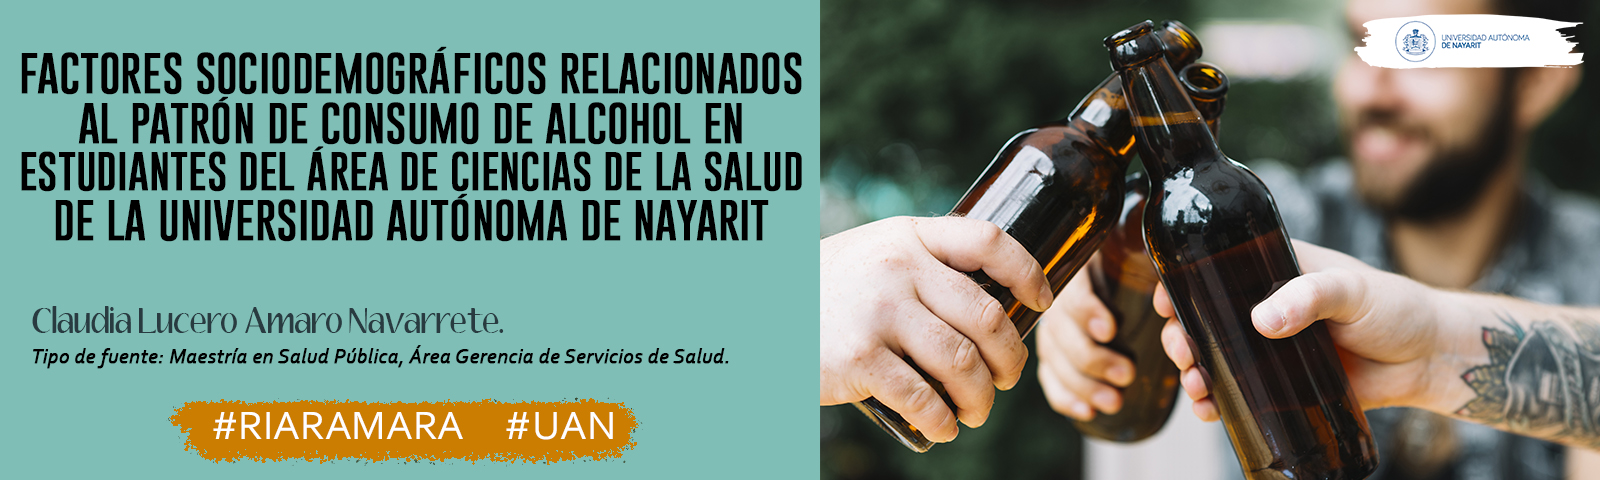 FACTORES SOCIODEMOGRÁFICOS RELACIONADOS
AL PATRÓN DE CONSUMO DE ALCOHOL EN
ESTUDIANTES DEL ÁREA DE CIENCIAS DE LA SALUD
DE LA UNIVERSIDAD AUTÓNOMA DE NAYARIT
Claudia Lucero Amaro Navarrete.
Tipo de fuente: Maestría en Salud Pública, Área Gerencia de Servicios de Salud.
#RIARAMARA #UAN
UNIVERSIDAD AUTÓNOMA
DE NAYARIT